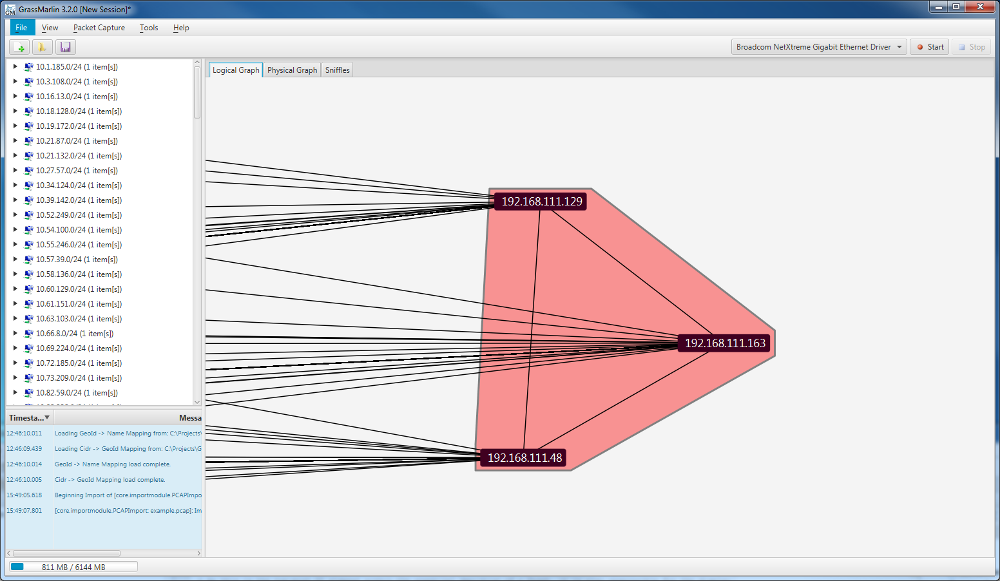 GrassMarlin 3.2.0 [New Session]*
File View Packet Capture Tools Help
Broadcom NetXtreme Gigabit Ethernet Driver Start Stop
Logical Graph Physical Graph Sniffles
10.1.185.0/24 (1 item[s])
10.3.108.0/24 (1 item[s])
10.16.13.0/24 (1 item[s])
10.18.128.0/24 (1 item[s])
10.19.172.0/24 (1 item[s])
10.21.87.0/24 (1 item[s])
10.21.132.0/24 (1 item[s])
10.27.57.0/24 (1 item[s])
10.34.124.0/24 (1 item[s])
10.39.142.0/24 (1 item[s])
10.52.249.0/24 (1 item[s])
10.54.100.0/24 (1 item[s])
10.55.246.0/24 (1 item[s])
10.57.39.0/24 (1 item[s])
10.58.136.0/24 (1 item[s])
10.60.129.0/24 (1 item[s])
10.61.151.0/24 (1 item[s])
10.63.103.0/24 (1 item[s])
10.66.8.0/24 (1 item[s])
10.69.224.0/24 (1 item[s])
10.72.185.0/24 (1 item[s])
10.73.209.0/24 (1 item[s])
10.82.59.0/24 (1 item[s])
192.168.111.129
192.168.111.163
192.168.111.48
Timesta... Messa
12:46:10.011 Loading GeoId -> Name Mapping from: C:\Projects\
12:46:09.439 Loading Cidr -> GeoId Mapping from: C:\Projects\G
12:46:10.014 GeoId -> Name Mapping load complete.
12:46:10.005 Cidr -> GeoId Mapping load complete.
15:49:05.618 Beginning Import of [core.importmodule.PCAPImpo
15:49:07.801 [core.importmodule.PCAPImport: example.pcap]: Im
811 MB / 6144 MB